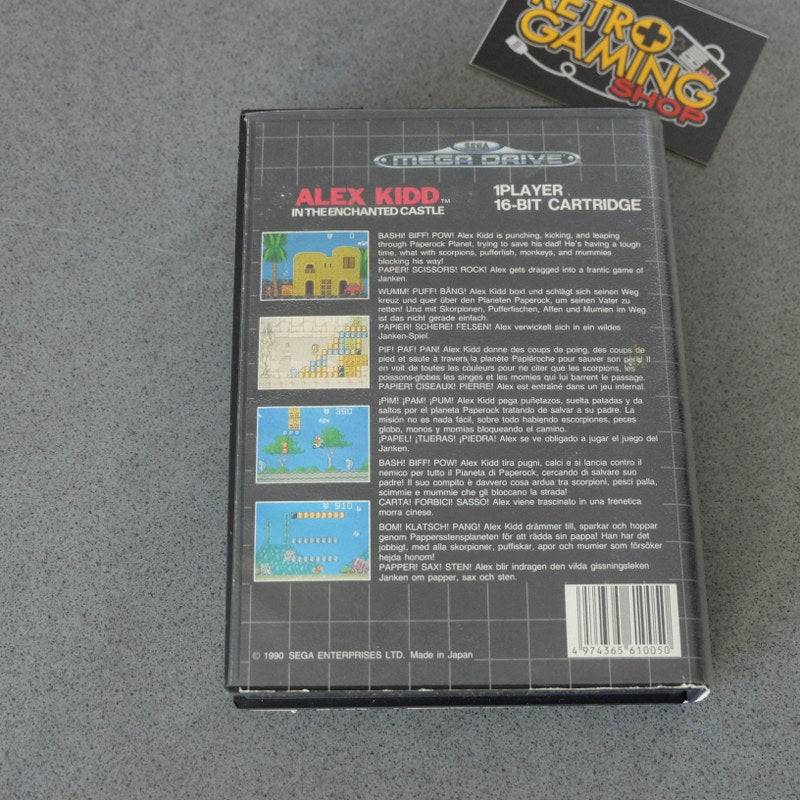 RETRO
GAMING
SHOP
SEGA
MEGA DRIVE
ALEX KIDD™
IN THE ENCHANTED CASTLE
1PLAYER
16-BIT CARTRIDGE
BASH! BIFF! POW! Alex Kidd is punching, kicking, and leaping
through Paperock Planet, trying to save his dad! He's having a tough
time, what with scorpions, pufferfish, monkeys, and mummies
blocking his way!
PAPER! SCISSORS! ROCK! Alex gets dragged into a frantic game of
Janken.
WUMM! PUFF! BÄNG! Alex Kidd boxt und schlägt sich seinen Weg
kreuz und quer über den Planeten Paperock, um seinen Vater zu
retten! Und mit Skorpionen, Pufferfischen, Affen und Mumien im Weg
ist das nicht gerade einfach.
PAPIER! SCHERE! FELSEN! Alex verwickelt sich in ein wildes
Janken-Spiel.
PIF! PAF! PAN! Alex Kidd donne des coups de poing, des coups de
pied et saute à travers la planète Papiéroche pour sauver son père! Il
en voit de toutes les couleurs pour ne citer que les scorpions, les
poissons-globes les singes et les momies qui lui barrent le passage.
PAPIER! CISEAUX! PIERRE! Alex est entraîné dans un jeu infernal.
¡PIM! ¡PAM! ¡PUM! Alex Kidd pega puñetazos, suelta patadas y da
saltos por el planeta Paperock tratando de salvar a su padre. La
misión no es nada fácil, sobre todo habiendo escorpiones, peces
globo, monos y momias bloqueando el camino.
¡PAPEL! ¡TIJERAS! ¡PIEDRA! Alex se ve obligado a jugar el juego del
Janken.
BASH! BIFF! POW! Alex Kidd tira pugni, calci e si lancia contro il
nemico per tutto il Pianeta di Paperock, cercando di salvare suo
padre! Il suo compito è davvero cosa ardua tra scorpioni, pesci palla,
scimmie e mummie che gli bloccano la strada!
CARTA! FORBICI! SASSO! Alex viene trascinato in una frenetica
morra cinese.
BOM! KLATSCH! PANG! Alex Kidd drämmer till, sparkar och hoppar
genom Pappersstensplaneten för att rädda sin pappa! Han har det
jobbigt, med alla skorpioner, puffiskar, apor och mumier som försöker
hejda honom!
PAPPER! SAX! STEN! Alex blir indragen den vilda gissningsleken
Janken om papper, sax och sten.
0
390
910
4 974365 610050
© 1990 SEGA ENTERPRISES LTD. Made in Japan